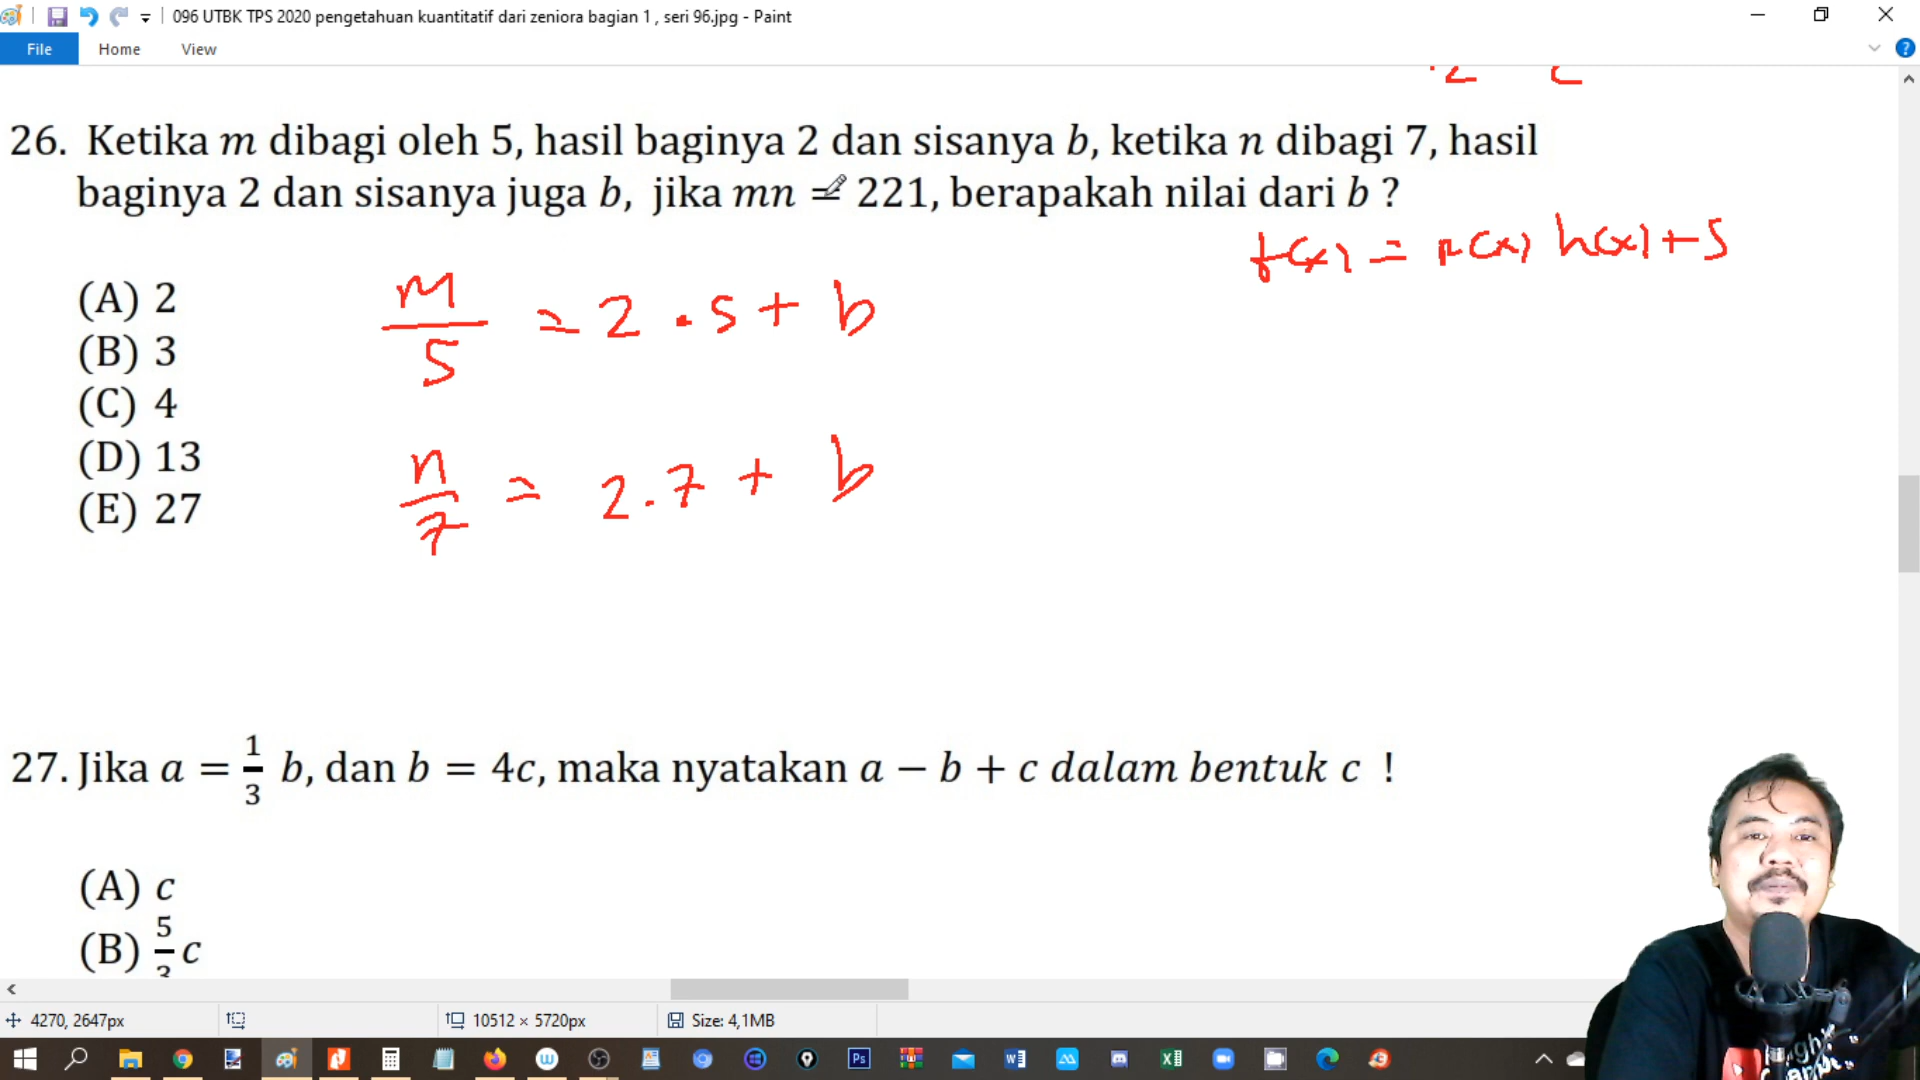 096 UTBK TPS 2020 pengetahuan kuantitatif dari zeniora bagian 1 , seri 96.jpg - Paint
File Home View
26. Ketika m dibagi oleh 5, hasil baginya 2 dan sisanya b, ketika n dibagi 7, hasil
baginya 2 dan sisanya juga b, jika mn = 221, berapakah nilai dari b ?
f(x) = p(x) h(x) + S
(A) 2
(B) 3
(C) 4
(D) 13
(E) 27
m/5 = 2 . 5 + b
n/7 = 2 . 7 + b
27. Jika a = 1/3 b, dan b = 4c, maka nyatakan a − b + c dalam bentuk c !
(A) c
(B) 5/3 c
4270, 2647px
10512 × 5720px
Size: 4,1MB